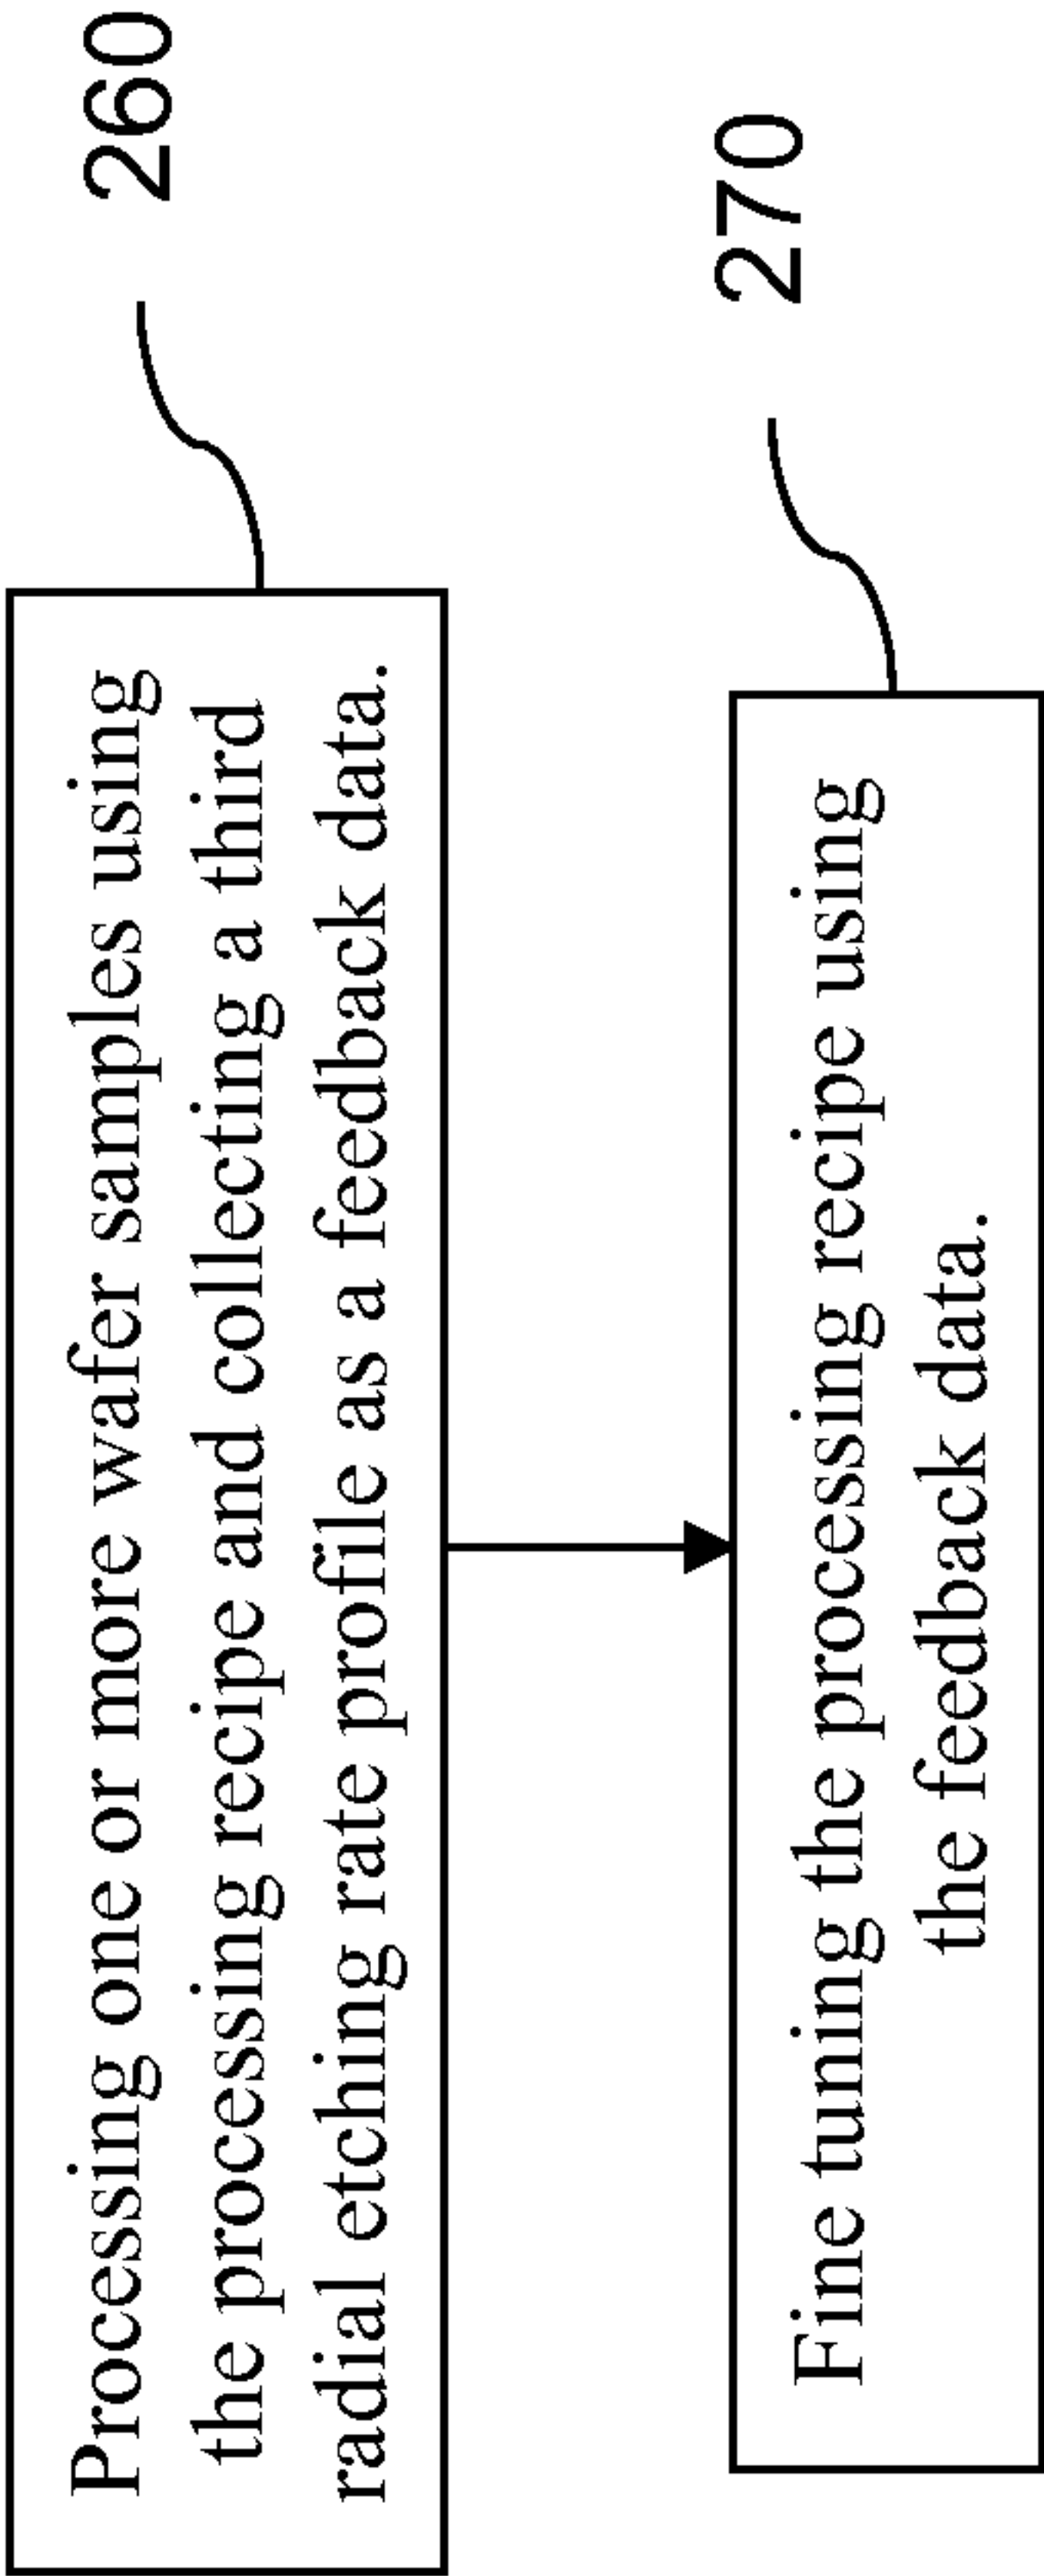 Processing one or more wafer samples using
the processing recipe and collecting a third
radial etching rate profile as a feedback data.
260
Fine tuning the processing recipe using
the feedback data.
270